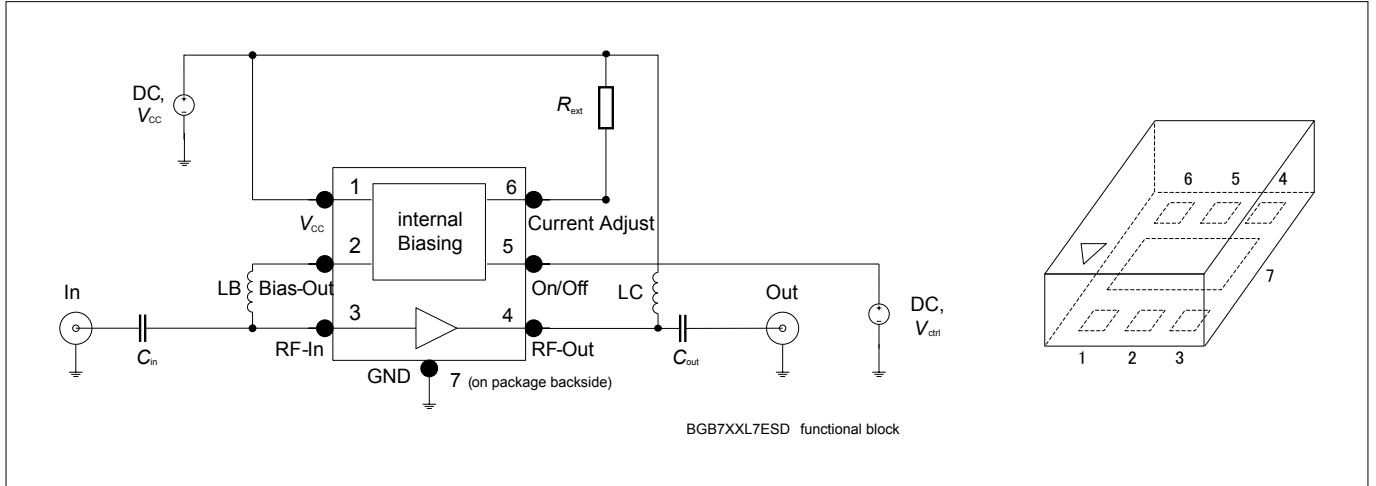 DC,
VCC
Rext
1
6
VCC
internal
Biasing
Current Adjust
2
5
In
LB
Bias-Out
On/Off
LC
Out
DC,
Vctrl
3
4
Cin
RF-In
RF-Out
Cout
GND
7 (on package backside)
BGB7XXL7ESD functional block
6 5 4
7
1 2 3